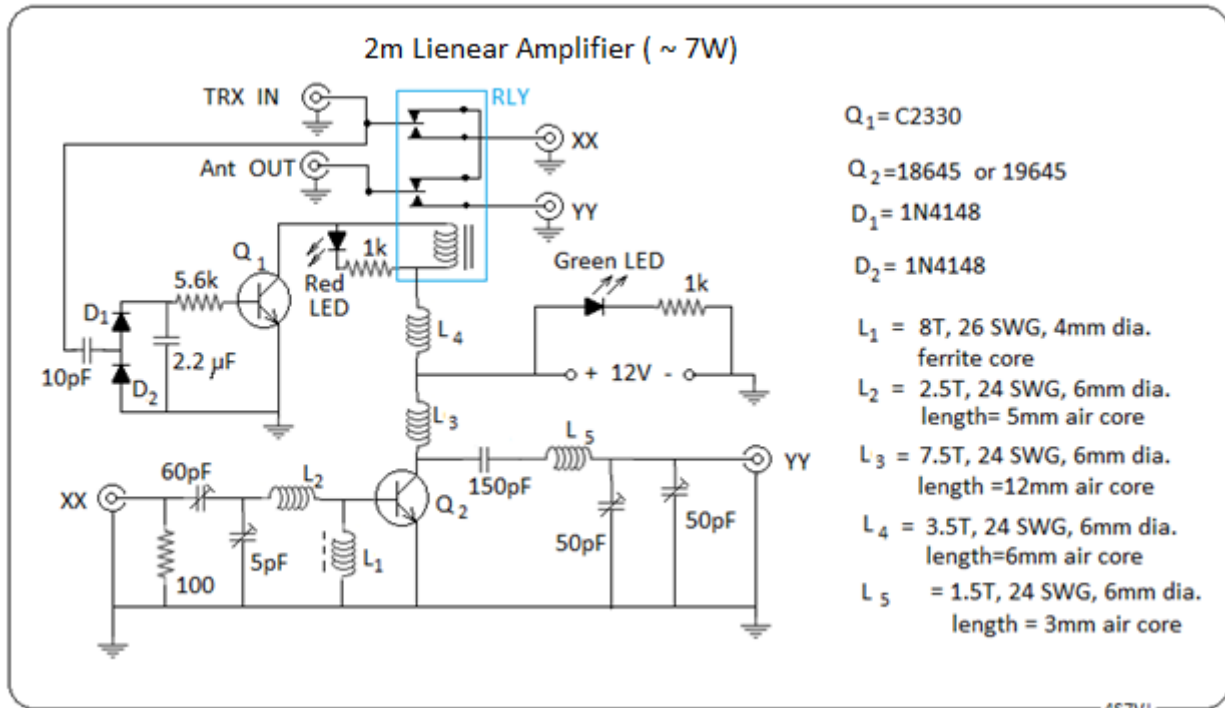 2m Lienear Amplifier ( ~ 7W)
TRX IN
RLY
XX
Ant OUT
YY
Q1
1k
Red
LED
5.6k
D1
2.2 µF
10pF
D2
L4
Green LED
1k
+ 12V -
L3
L5
150pF
YY
60pF
L2
XX
Q2
50pF
50pF
5pF
L1
100
Q1= C2330
Q2=18645 or 19645
D1= 1N4148
D2= 1N4148
L1 = 8T, 26 SWG, 4mm dia.
ferrite core
L2 = 2.5T, 24 SWG, 6mm dia.
length= 5mm air core
L3 = 7.5T, 24 SWG, 6mm dia.
length =12mm air core
L4 = 3.5T, 24 SWG, 6mm dia.
length=6mm air core
L5 = 1.5T, 24 SWG, 6mm dia.
length = 3mm air core